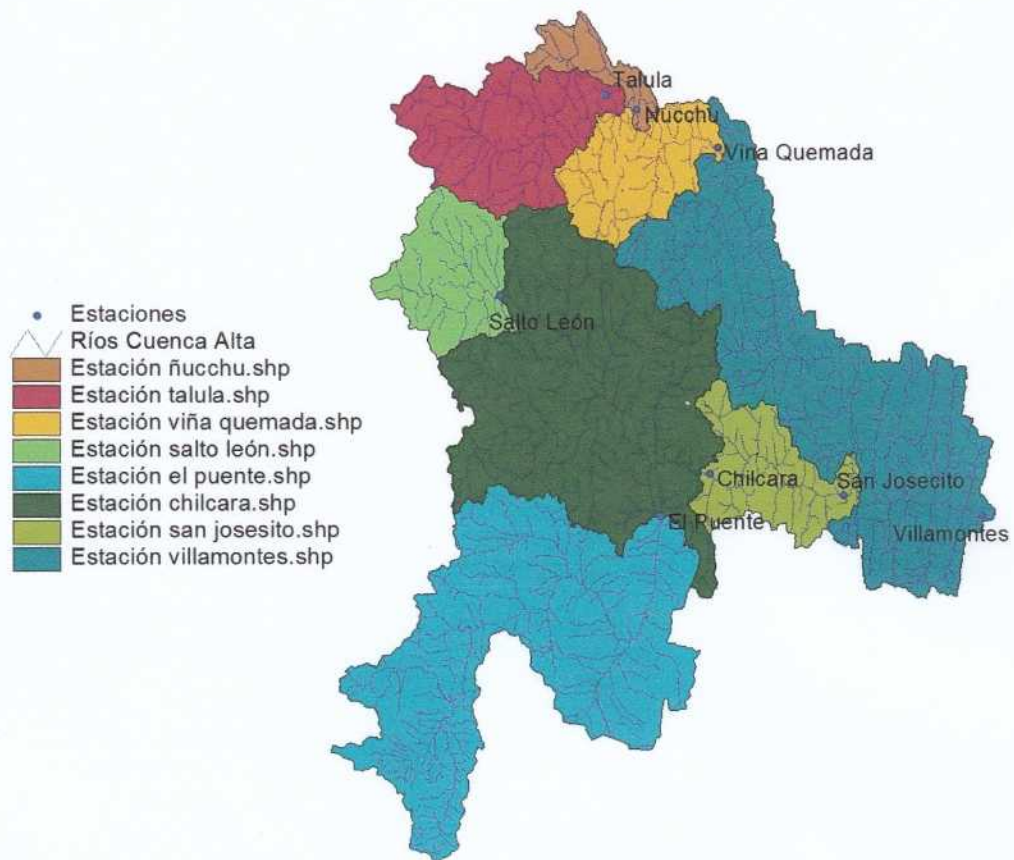 Talula
Ñucchu
Vina Quemada
Salto León
Chilcara
San Josecito
El Puente
Villamontes
Estaciones
Ríos Cuenca Alta
Estación ñucchu.shp
Estación talula.shp
Estación viña quemada.shp
Estación salto león.shp
Estación el puente.shp
Estación chilcara.shp
Estación san josesito.shp
Estación villamontes.shp